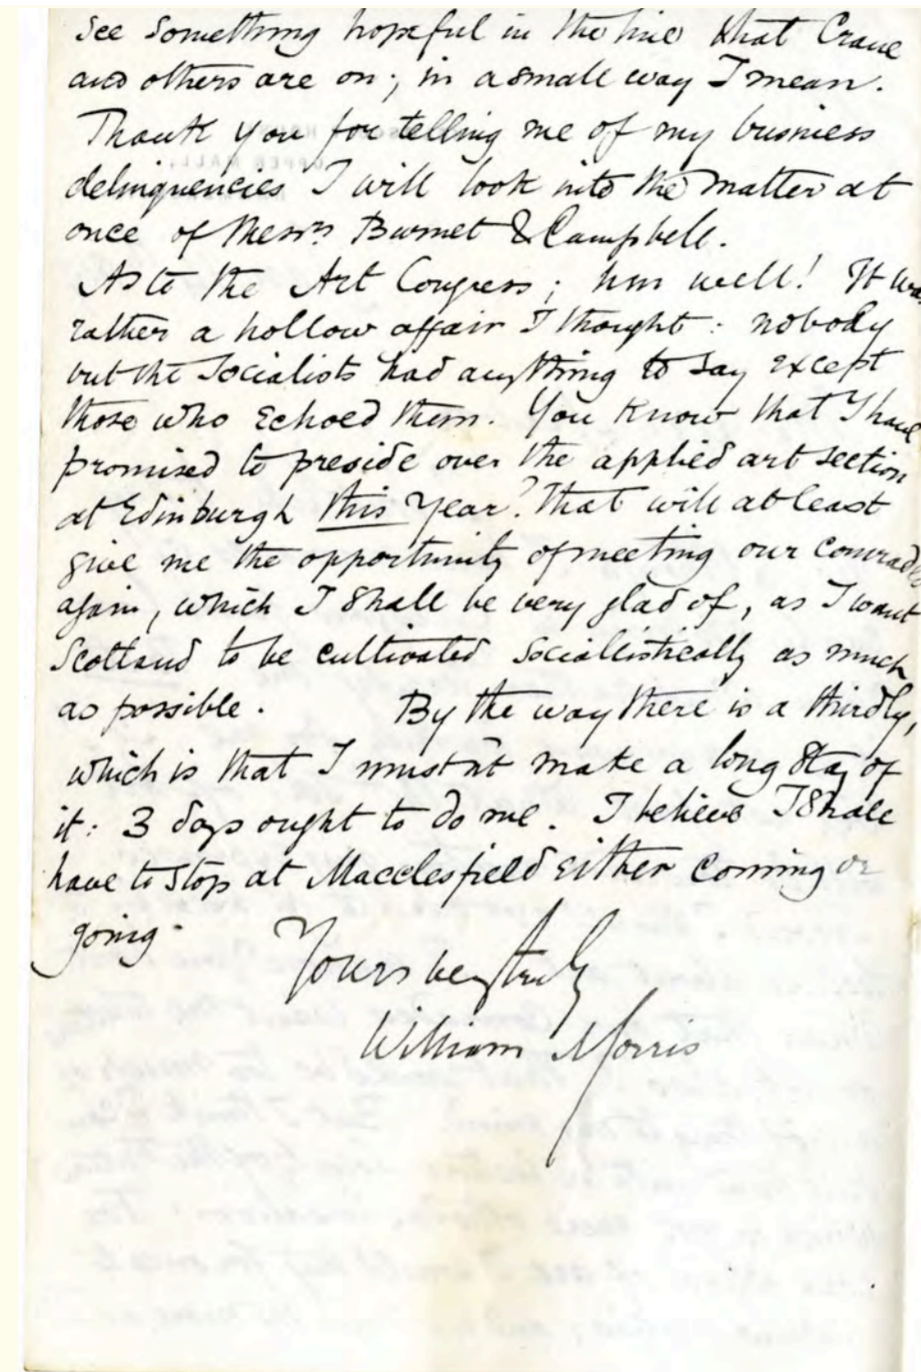 see something hopeful in the line that Crane
and others are on; in a small way I mean.
Thank you for telling me of my business
delinquencies I will look into the matter at
once of Messrs Burnet & Campbell.
As to the Art Congress; hum well! It was
rather a hollow affair I thought: nobody
but the Socialists had anything to say except
those who echoed them. You know that I have
promised to preside over the applied art section
at Edinburgh this year? that will at least
give me the opportunity of meeting our comrades
again, which I shall be very glad of, as I want
Scotland to be cultivated socialistically as much
as possible. By the way there is a thirdly,
which is that I must'nt make a long stay of
it: 3 days ought to do me. I believe I shall
have to stop at Macclesfield either coming or
going.
Yours very truly
William Morris